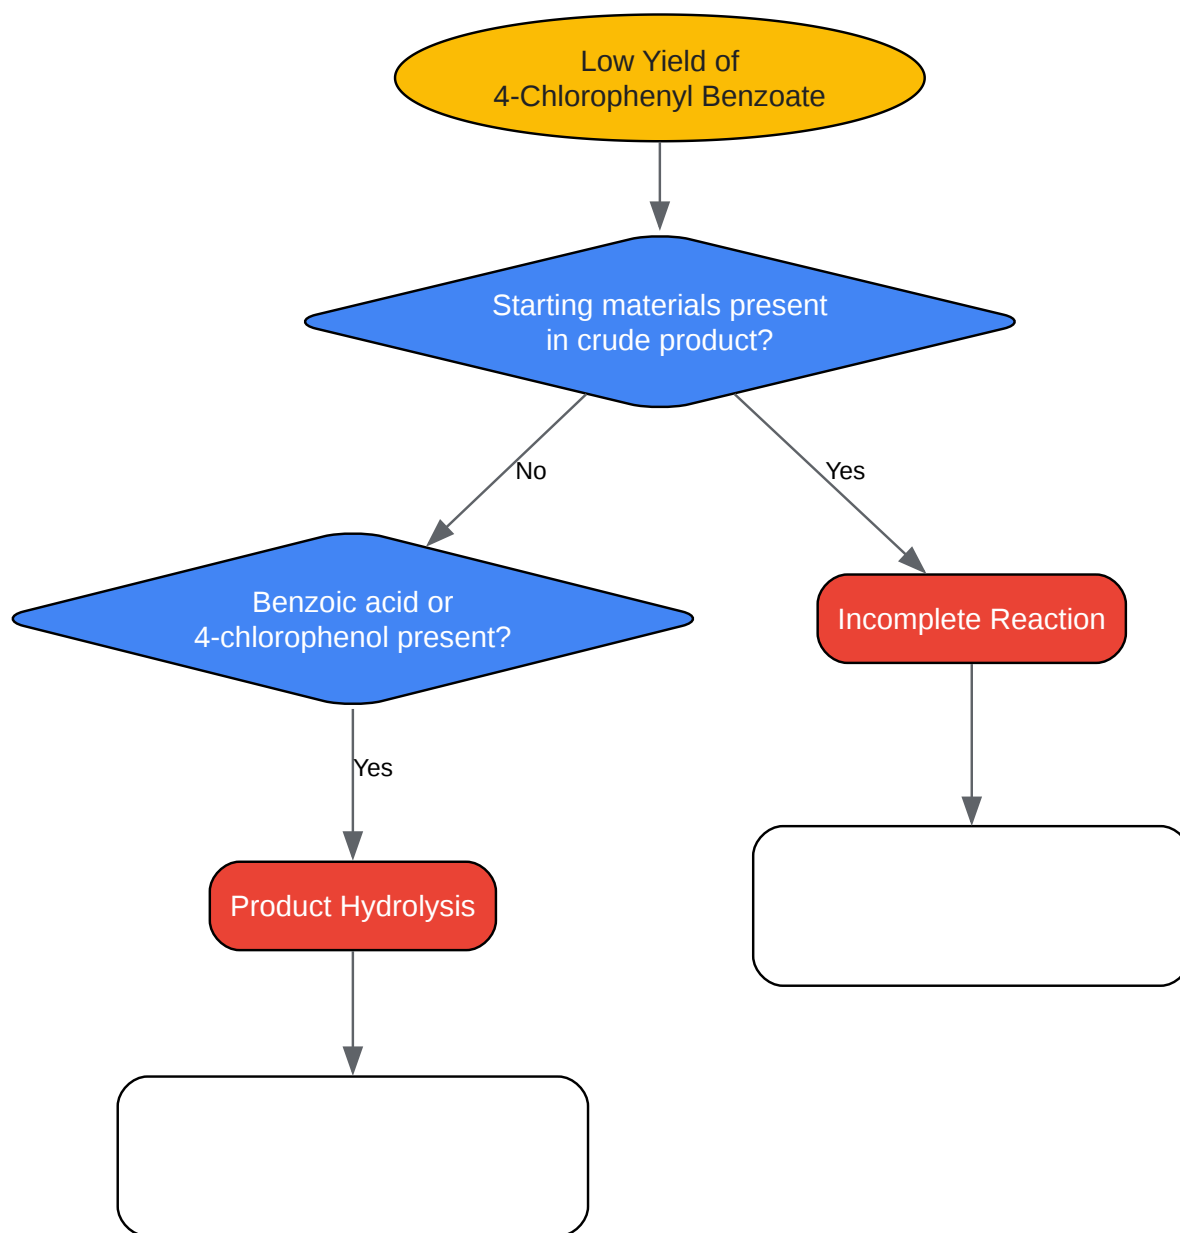 Low Yield of
4-Chlorophenyl Benzoate
Starting materials present
in crude product?
No
Yes
Benzoic acid or
4-chlorophenol present?
Incomplete Reaction
Yes
Product Hydrolysis